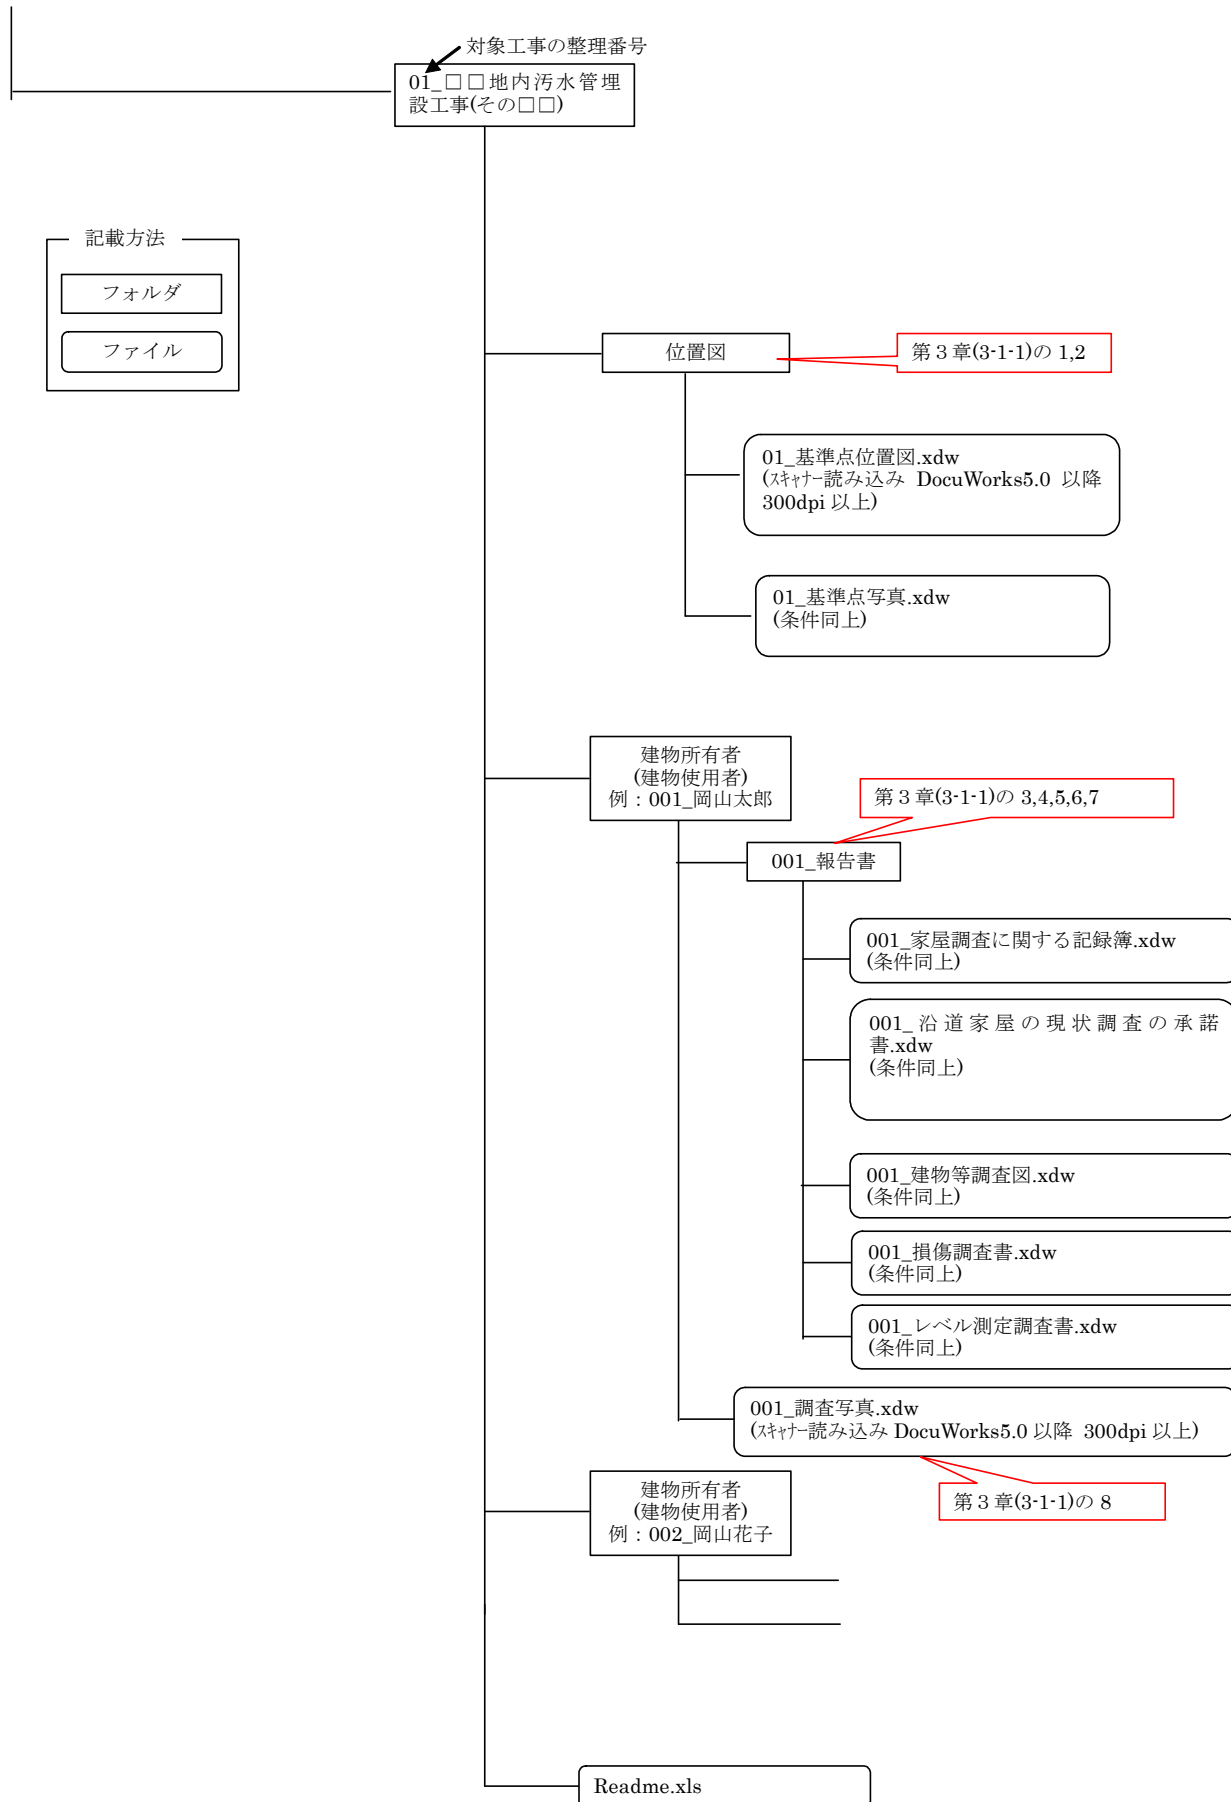 対象工事の整理番号
01_□□地内汚水管埋
設工事(その□□)
記載方法
フォルダ
ファイル
位置図
第３章(3-1-1)の 1,2
01_基準点位置図.xdw
(ｽｷｬﾅｰ読み込み DocuWorks5.0 以降
300dpi 以上)
01_基準点写真.xdw
(条件同上)
建物所有者
(建物使用者)
例：001_岡山太郎
第３章(3-1-1)の 3,4,5,6,7
001_報告書
001_家屋調査に関する記録簿.xdw
(条件同上)
001_沿道家屋の現状調査の承諾
書.xdw
(条件同上)
001_建物等調査図.xdw
(条件同上)
001_損傷調査書.xdw
(条件同上)
001_レベル測定調査書.xdw
(条件同上)
001_調査写真.xdw
(ｽｷｬﾅｰ読み込み DocuWorks5.0 以降 300dpi 以上)
第３章(3-1-1)の 8
建物所有者
(建物使用者)
例：002_岡山花子
Readme.xls